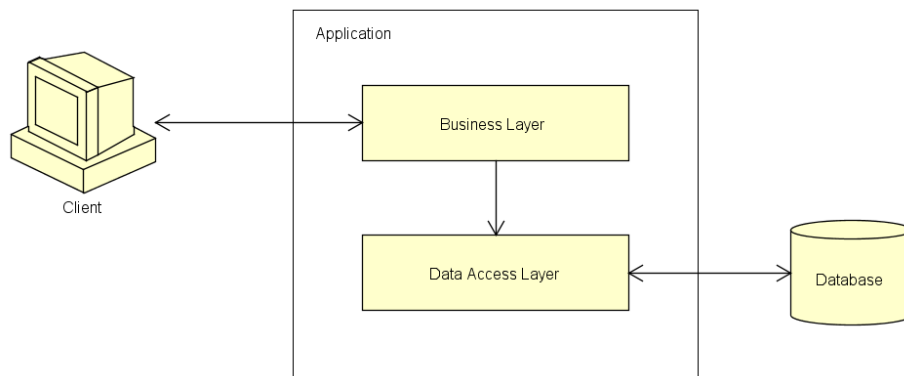 Application
Business Layer
Client
Data Access Layer
Database